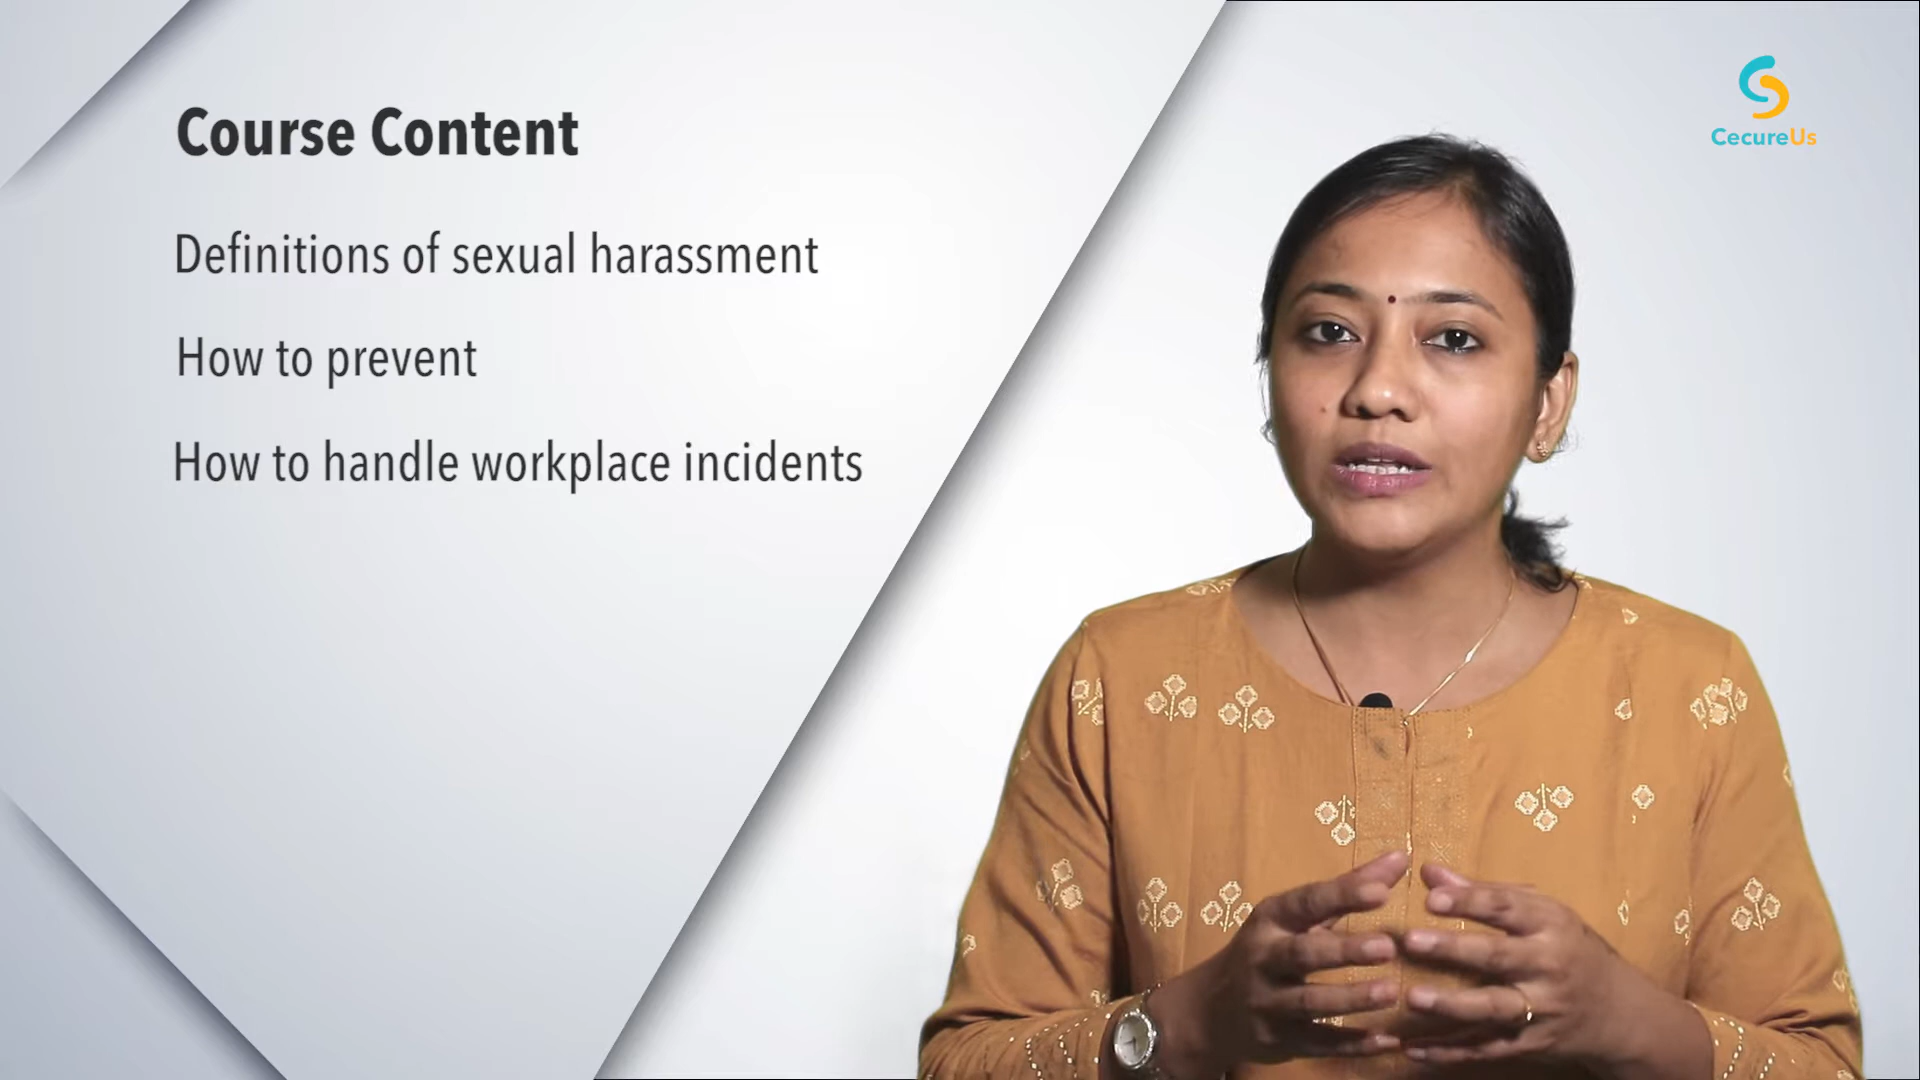 Course Content
Definitions of sexual harassment
How to prevent
How to handle workplace incidents
CecureUs